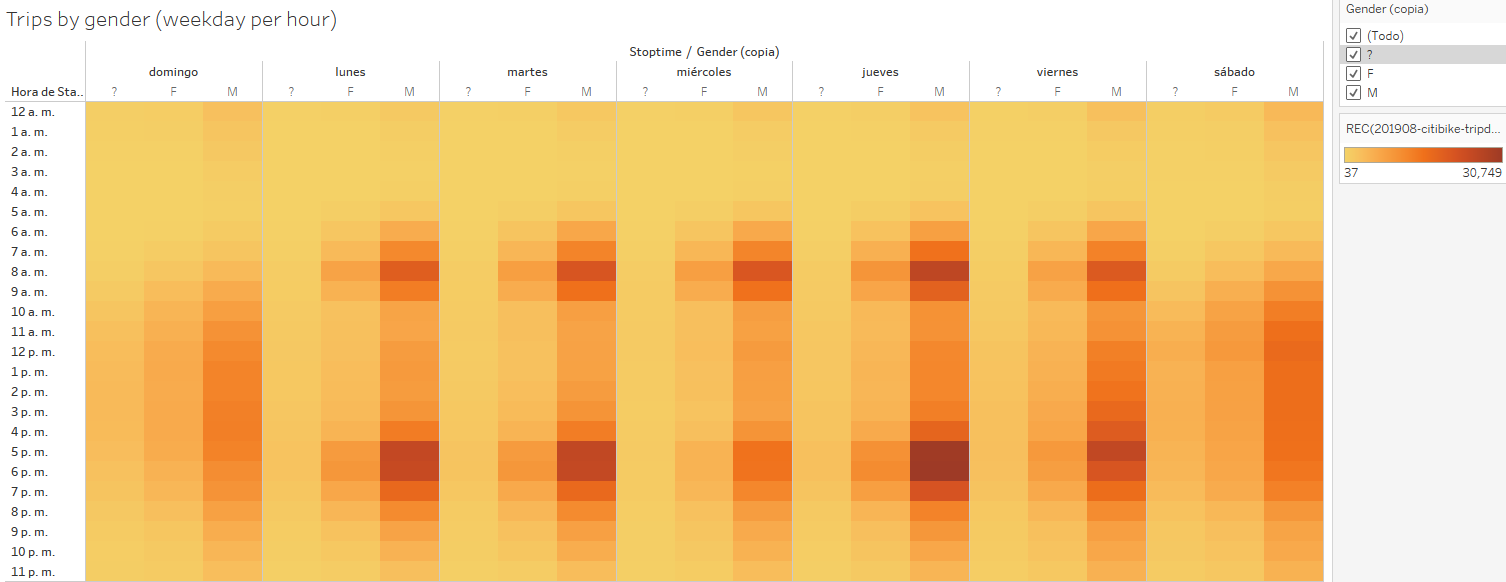 Trips by gender (weekday per hour)
Stoptime / Gender (copia)
domingo lunes martes miércoles jueves viernes sábado
Hora de Sta.. ? F M ? F M ? F M ? F M ? F M ? F M ? F M
12 a. m.
1 a. m.
2 a. m.
3 a. m.
4 a. m.
5 a. m.
6 a. m.
7 a. m.
8 a. m.
9 a. m.
10 a. m.
11 a. m.
12 p. m.
1 p. m.
2 p. m.
3 p. m.
4 p. m.
5 p. m.
6 p. m.
7 p. m.
8 p. m.
9 p. m.
10 p. m.
11 p. m.
Gender (copia)
(Todo)
?
F
M
REC(201908-citibike-tripd...
37 30,749